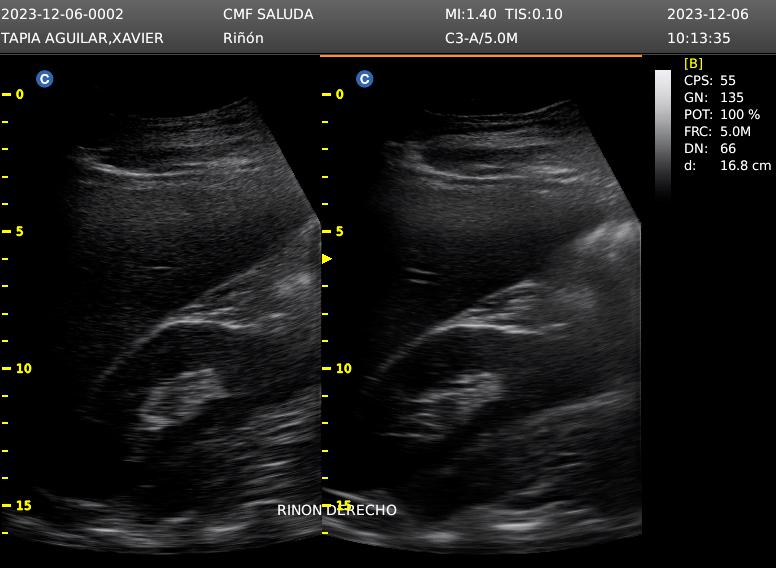 2023-12-06-0002 CMF SALUDA MI:1.40 TIS:0.10 2023-12-06
TAPIA AGUILAR,XAVIER Riñón C3-A/5.0M 10:13:35
C C
0 0
5 5
10 10
15 15
RINON DERECHO
[B]
CPS: 55
GN: 135
POT: 100 %
FRC: 5.0M
DN: 66
d: 16.8 cm